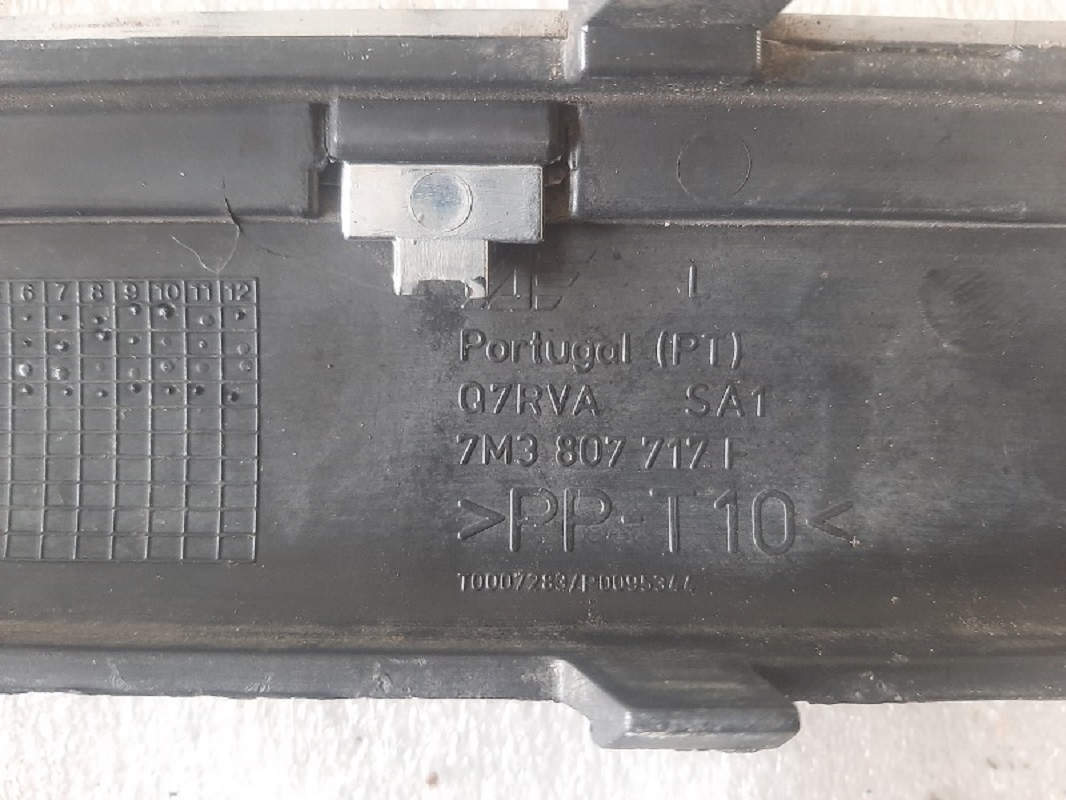 6 7 8 9 10 11 12
L
Portugal (PT)
Q7RVA SA1
7M3 807 717 F
>PP-T10<
T0007283/P0095344